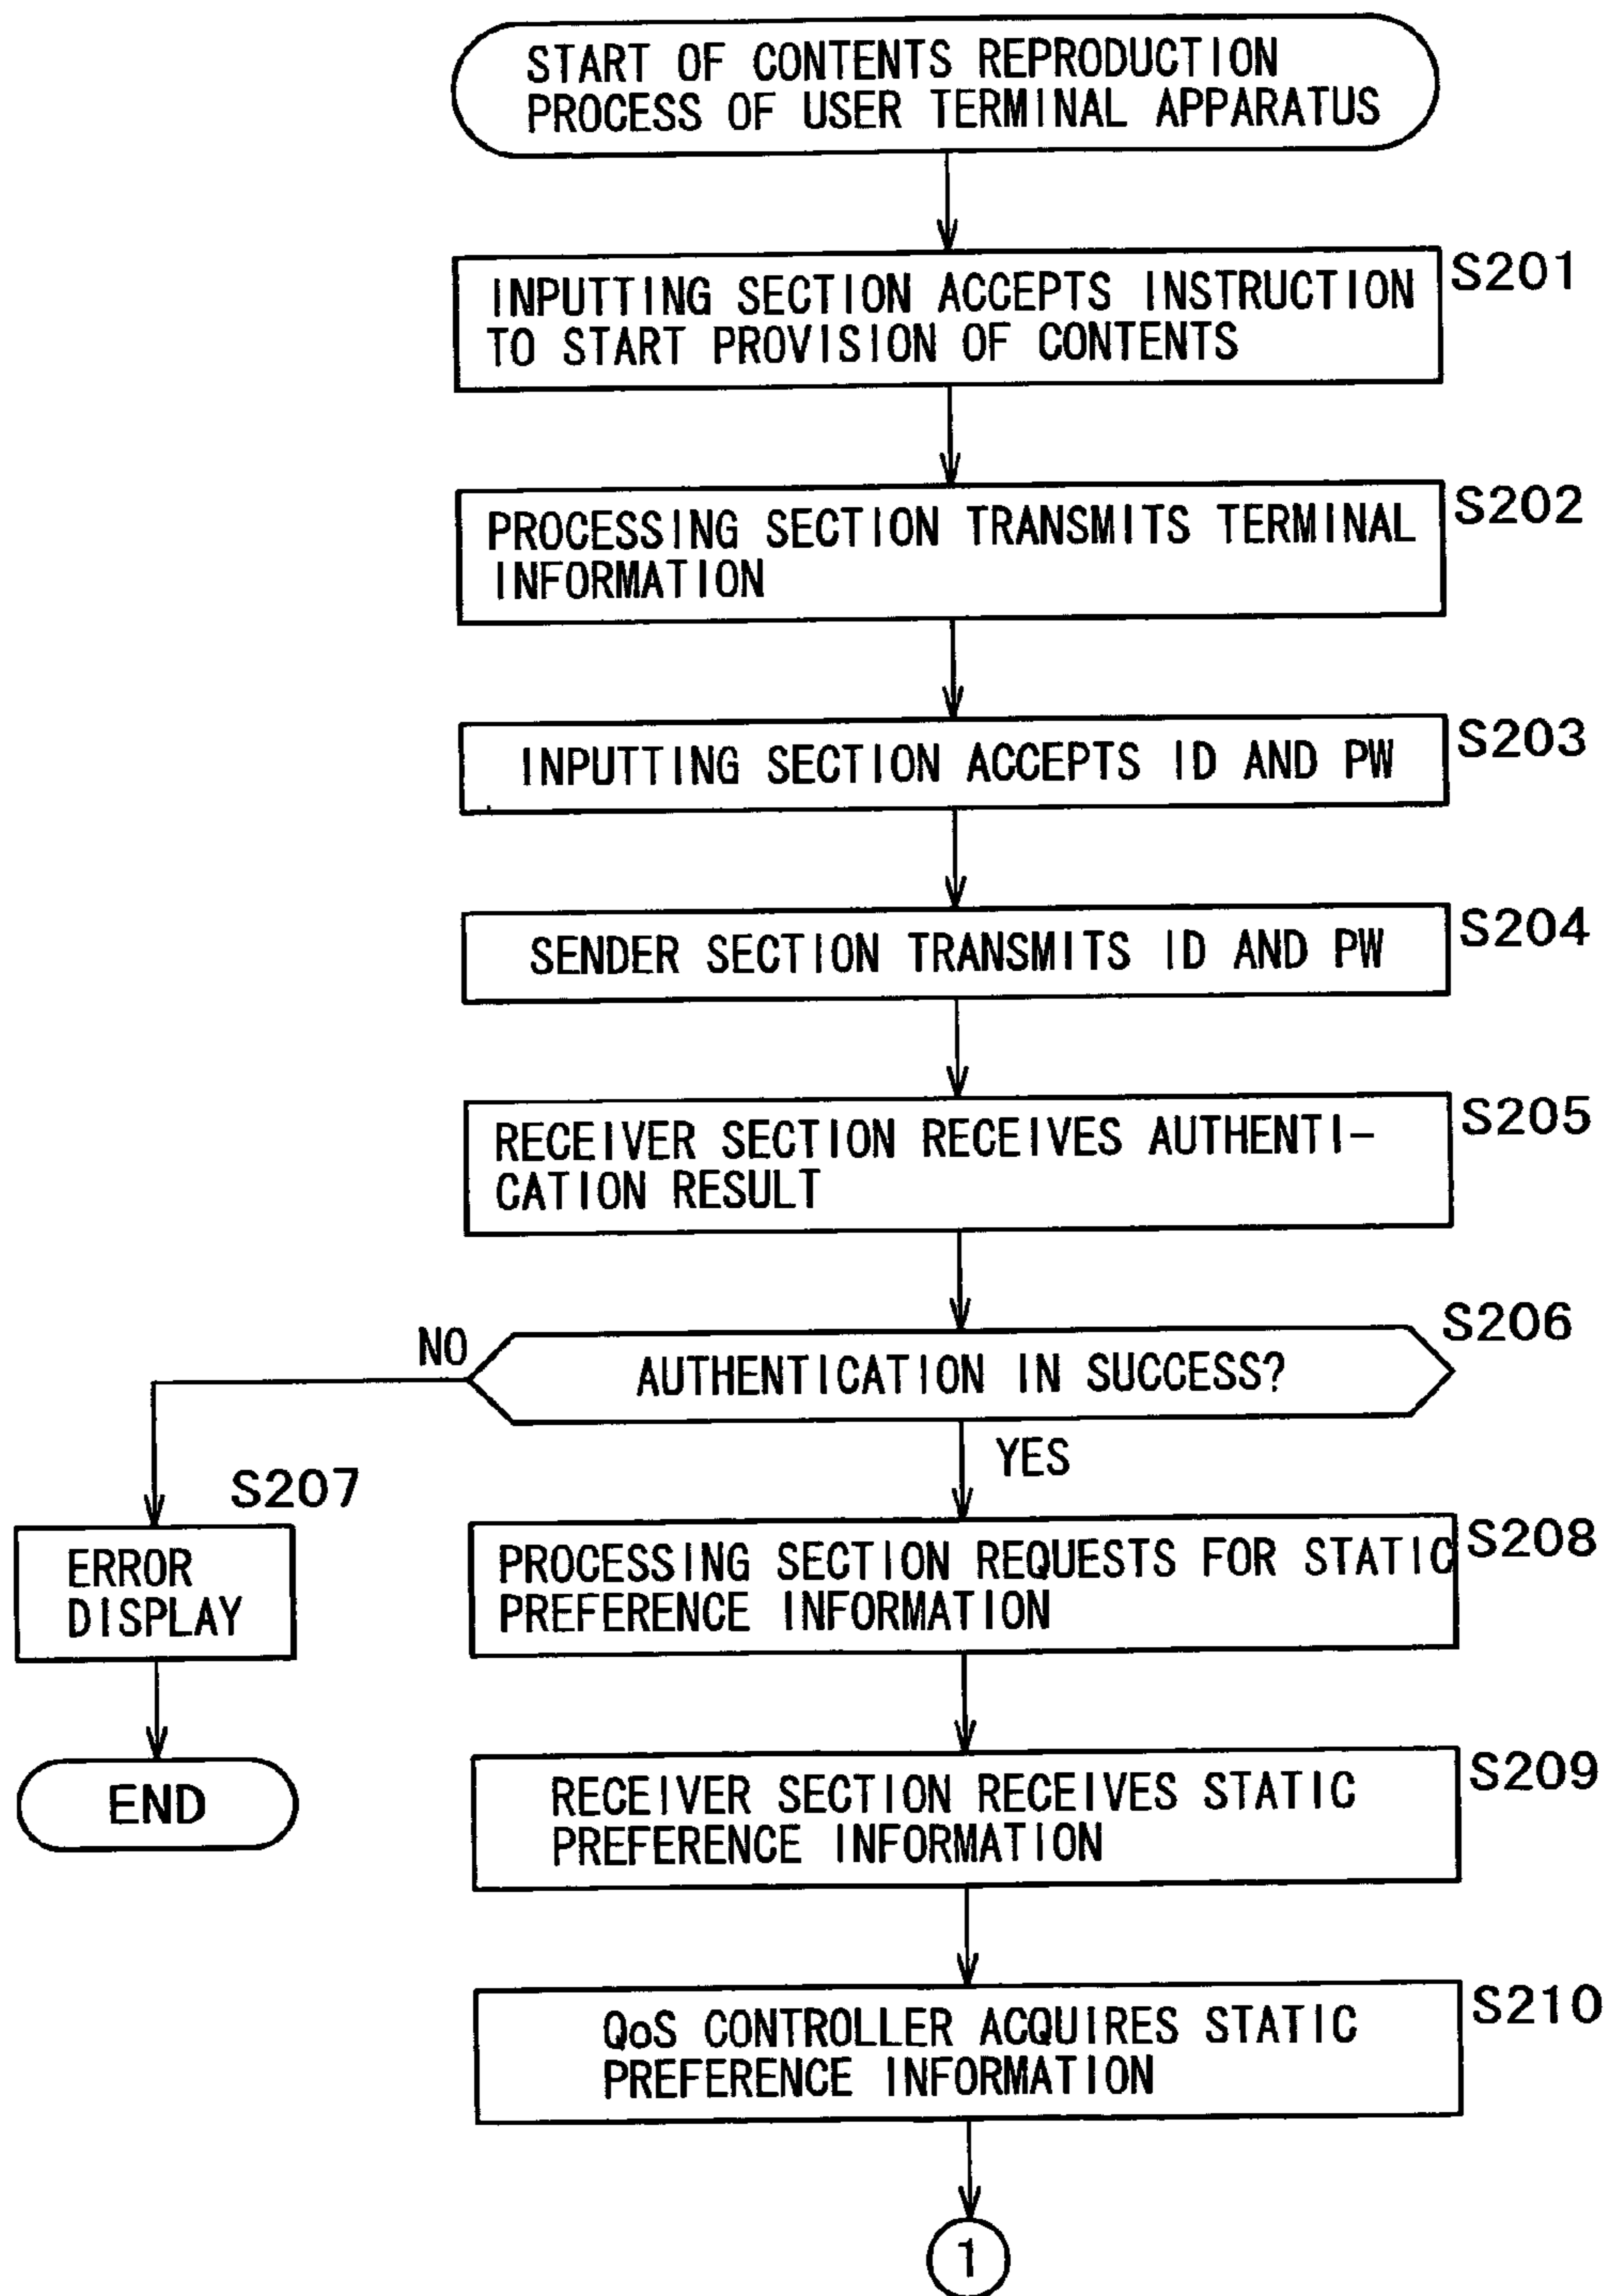 START OF CONTENTS REPRODUCTION
PROCESS OF USER TERMINAL APPARATUS
INPUTTING SECTION ACCEPTS INSTRUCTION
TO START PROVISION OF CONTENTS
S201
PROCESSING SECTION TRANSMITS TERMINAL
INFORMATION
S202
INPUTTING SECTION ACCEPTS ID AND PW
S203
SENDER SECTION TRANSMITS ID AND PW
S204
RECEIVER SECTION RECEIVES AUTHENTI-
CATION RESULT
S205
AUTHENTICATION IN SUCCESS?
S206
NO
YES
S207
ERROR
DISPLAY
END
PROCESSING SECTION REQUESTS FOR STATIC
PREFERENCE INFORMATION
S208
RECEIVER SECTION RECEIVES STATIC
PREFERENCE INFORMATION
S209
QoS CONTROLLER ACQUIRES STATIC
PREFERENCE INFORMATION
S210
1